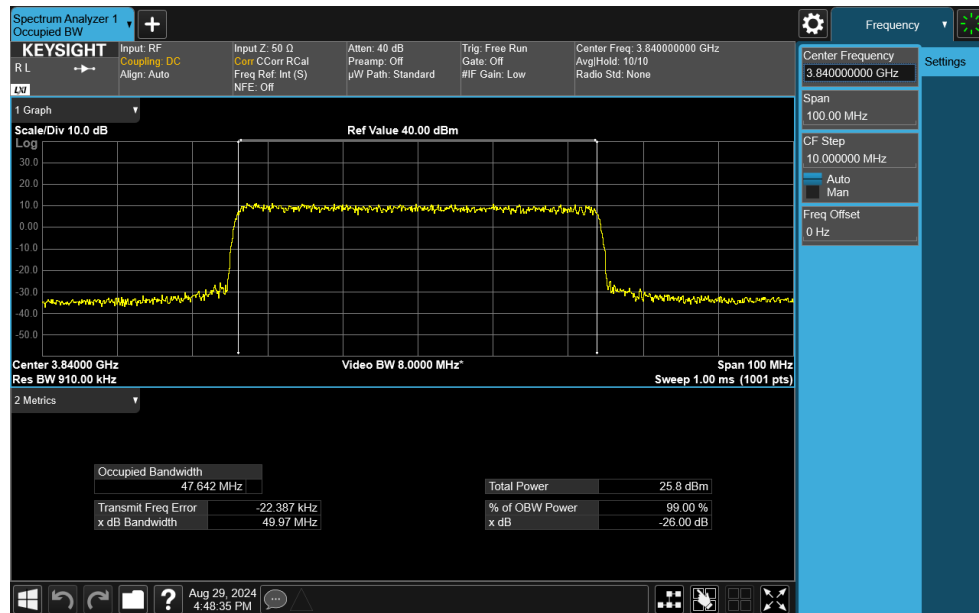 Spectrum Analyzer 1
Occupied BW
Frequency
KEYSIGHT
R L
LXI
Input: RF
Coupling: DC
Align: Auto
Input Z: 50 Ω
Corr CCorr RCal
Freq Ref: Int (S)
NFE: Off
Atten: 40 dB
Preamp: Off
µW Path: Standard
Trig: Free Run
Gate: Off
#IF Gain: Low
Center Freq: 3.840000000 GHz
Avg|Hold: 10/10
Radio Std: None
Center Frequency
3.840000000 GHz
Settings
Span
100.00 MHz
CF Step
10.000000 MHz
Auto
Man
Freq Offset
0 Hz
1 Graph
Scale/Div 10.0 dB
Ref Value 40.00 dBm
Log
30.0
20.0
10.0
0.00
-10.0
-20.0
-30.0
-40.0
-50.0
Center 3.84000 GHz
Video BW 8.0000 MHz*
Span 100 MHz
Res BW 910.00 kHz
Sweep 1.00 ms (1001 pts)
2 Metrics
Occupied Bandwidth
47.642 MHz
Transmit Freq Error -22.387 kHz
x dB Bandwidth 49.97 MHz
Total Power 25.8 dBm
% of OBW Power 99.00 %
x dB -26.00 dB
?
Aug 29, 2024
4:48:35 PM